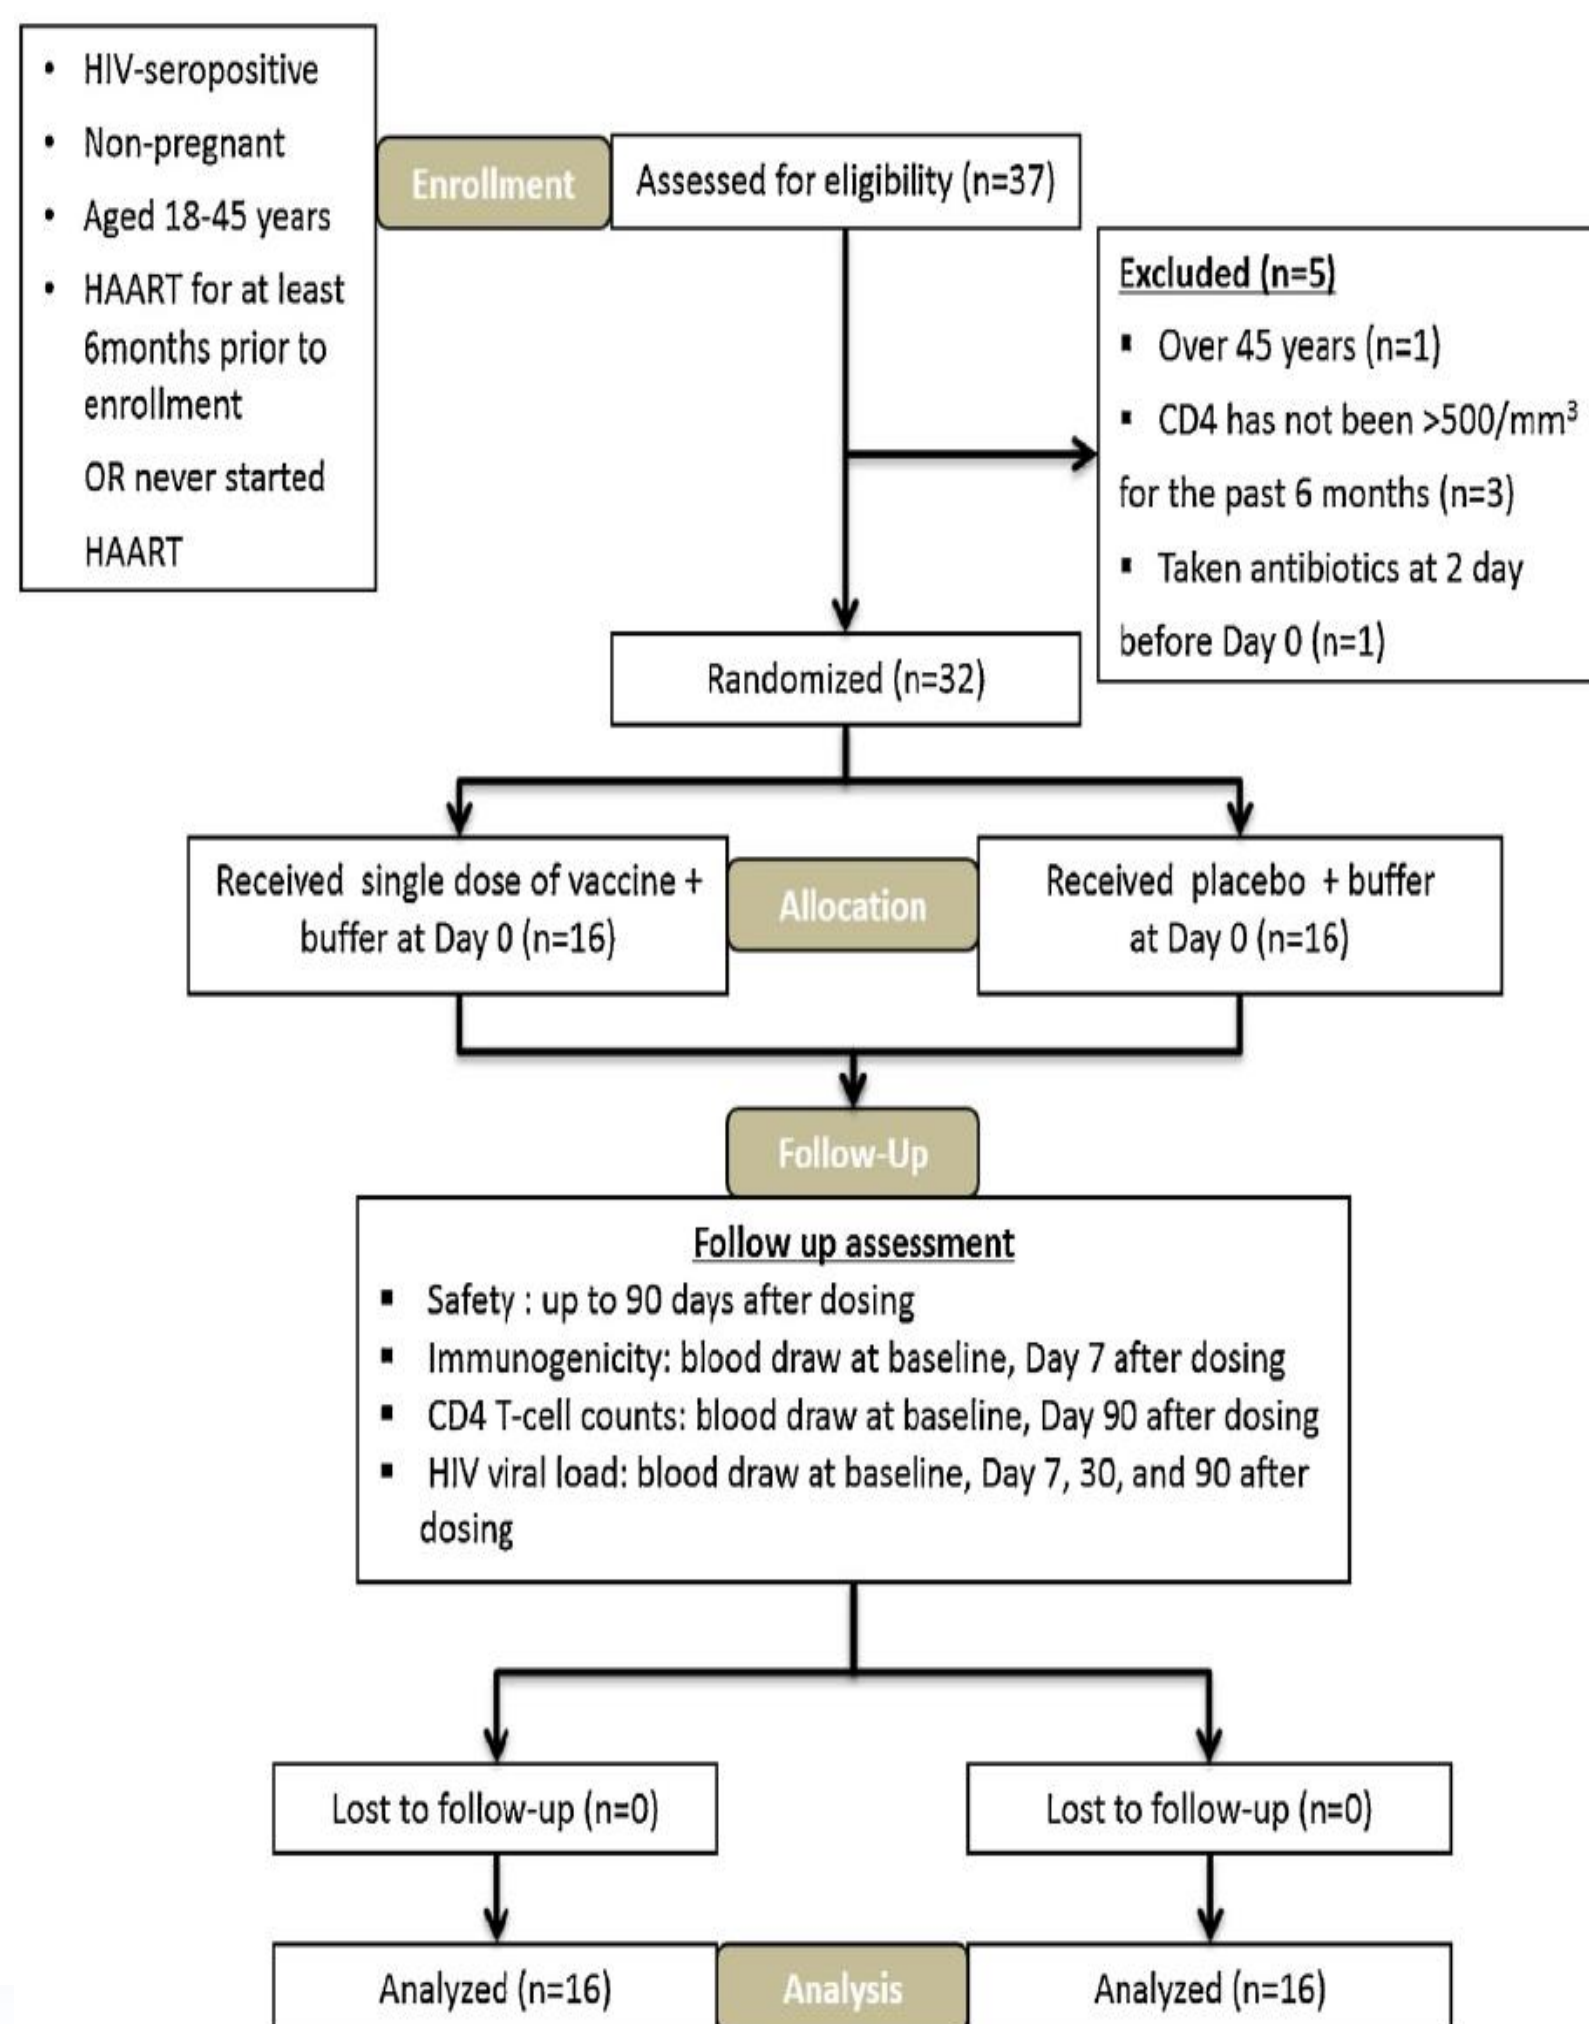 • HIV-seropositive
• Non-pregnant
• Aged 18-45 years
• HAART for at least
6months prior to
enrollment
OR never started
HAART
Enrollment
Assessed for eligibility (n=37)
Excluded (n=5)
▪ Over 45 years (n=1)
▪ CD4 has not been >500/mm³
for the past 6 months (n=3)
▪ Taken antibiotics at 2 day
before Day 0 (n=1)
Randomized (n=32)
Received single dose of vaccine +
buffer at Day 0 (n=16)
Allocation
Received placebo + buffer
at Day 0 (n=16)
Follow-Up
Follow up assessment
▪ Safety : up to 90 days after dosing
▪ Immunogenicity: blood draw at baseline, Day 7 after dosing
▪ CD4 T-cell counts: blood draw at baseline, Day 90 after dosing
▪ HIV viral load: blood draw at baseline, Day 7, 30, and 90 after
dosing
Lost to follow-up (n=0)
Lost to follow-up (n=0)
Analyzed (n=16)
Analysis
Analyzed (n=16)